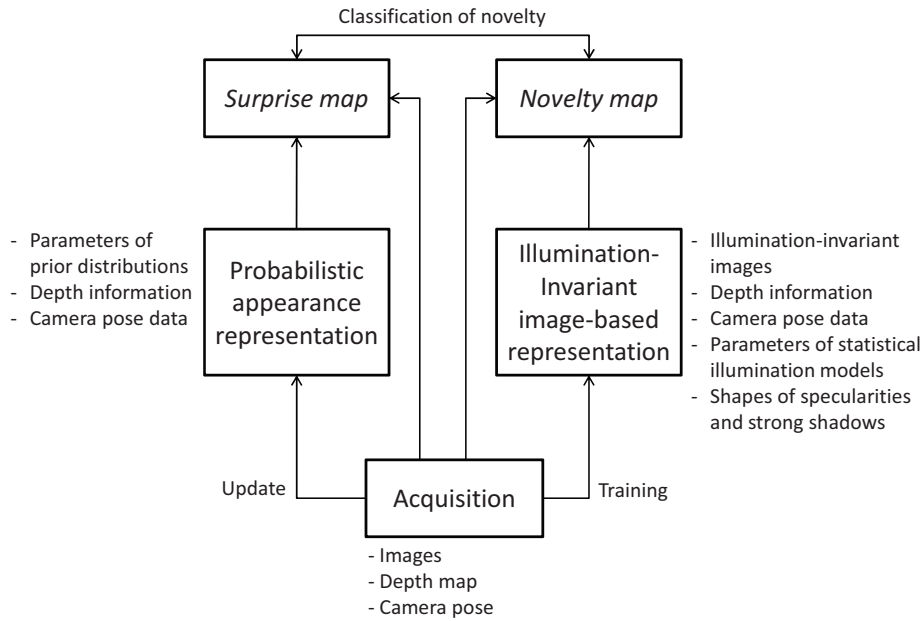 Classification of novelty
Surprise map
Novelty map
- Parameters of
prior distributions
- Depth information
- Camera pose data
Probabilistic
appearance
representation
Illumination-
Invariant
image-based
representation
- Illumination-invariant
images
- Depth information
- Camera pose data
- Parameters of statistical
illumination models
- Shapes of specularities
and strong shadows
Update
Acquisition
Training
- Images
- Depth map
- Camera pose